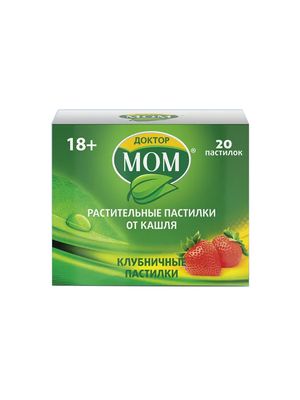 18+
ДОКТОР
МОМ®
20
пастилок
РАСТИТЕЛЬНЫЕ ПАСТИЛКИ
ОТ КАШЛЯ
КЛУБНИЧНЫЕ
ПАСТИЛКИ